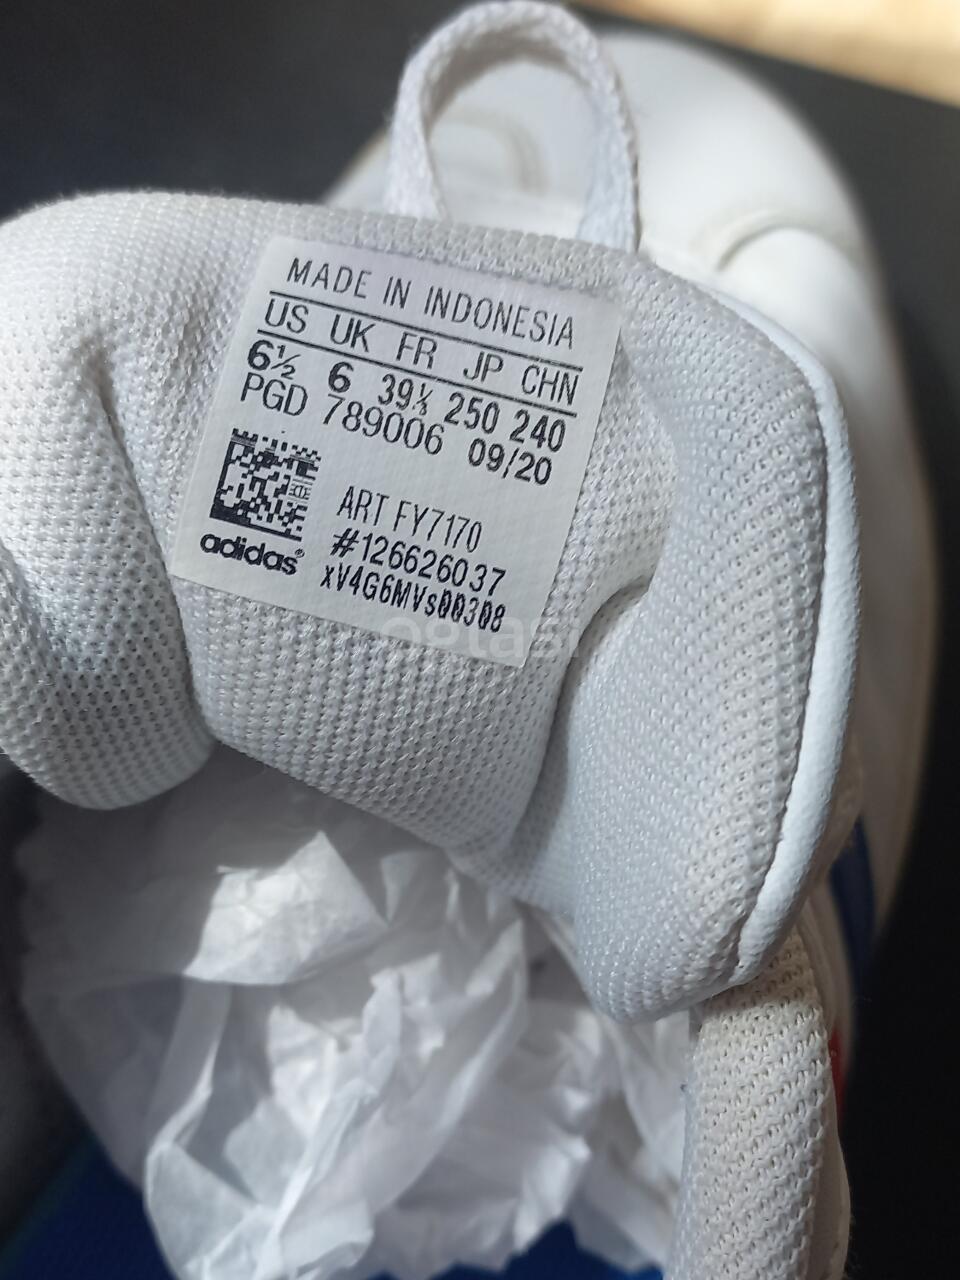 MADE IN INDONESIA
US UK FR JP CHN
6½ 6 39⅓ 250 240
PGD 789006 09/20
ART FY7170
#126626037
xV4G6MVs00308
adidas®